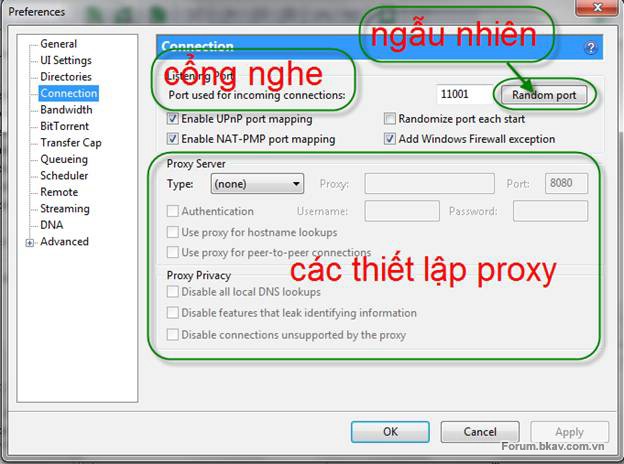 Preferences
General
UI Settings
Directories
Connection
Bandwidth
BitTorrent
Transfer Cap
Queueing
Scheduler
Remote
Streaming
DNA
Advanced
Connection
ngẫu nhiên
cổng nghe
Listening Port
Port used for incoming connections:
11001
Random port
Enable UPnP port mapping
Randomize port each start
Enable NAT-PMP port mapping
Add Windows Firewall exception
Proxy Server
Type: (none) Proxy: Port: 8080
Authentication Username: Password:
Use proxy for hostname lookups
Use proxy for peer-to-peer connections
các thiết lập proxy
Proxy Privacy
Disable all local DNS lookups
Disable features that leak identifying information
Disable connections unsupported by the proxy
OK Cancel Apply
Forum.bkav.com.vn